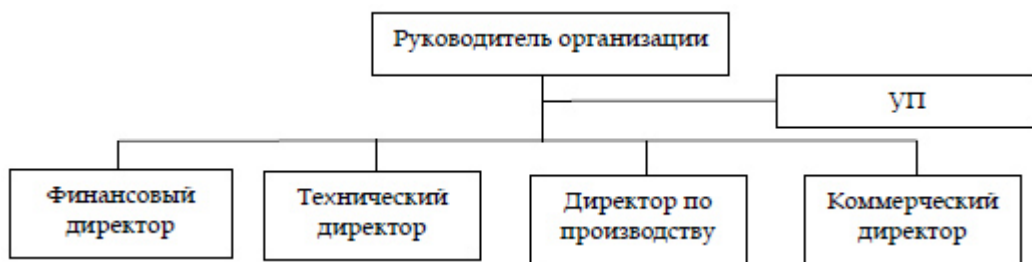 Руководитель организации
УП
Финансовый
директор
Технический
директор
Директор по
производству
Коммерческий
директор